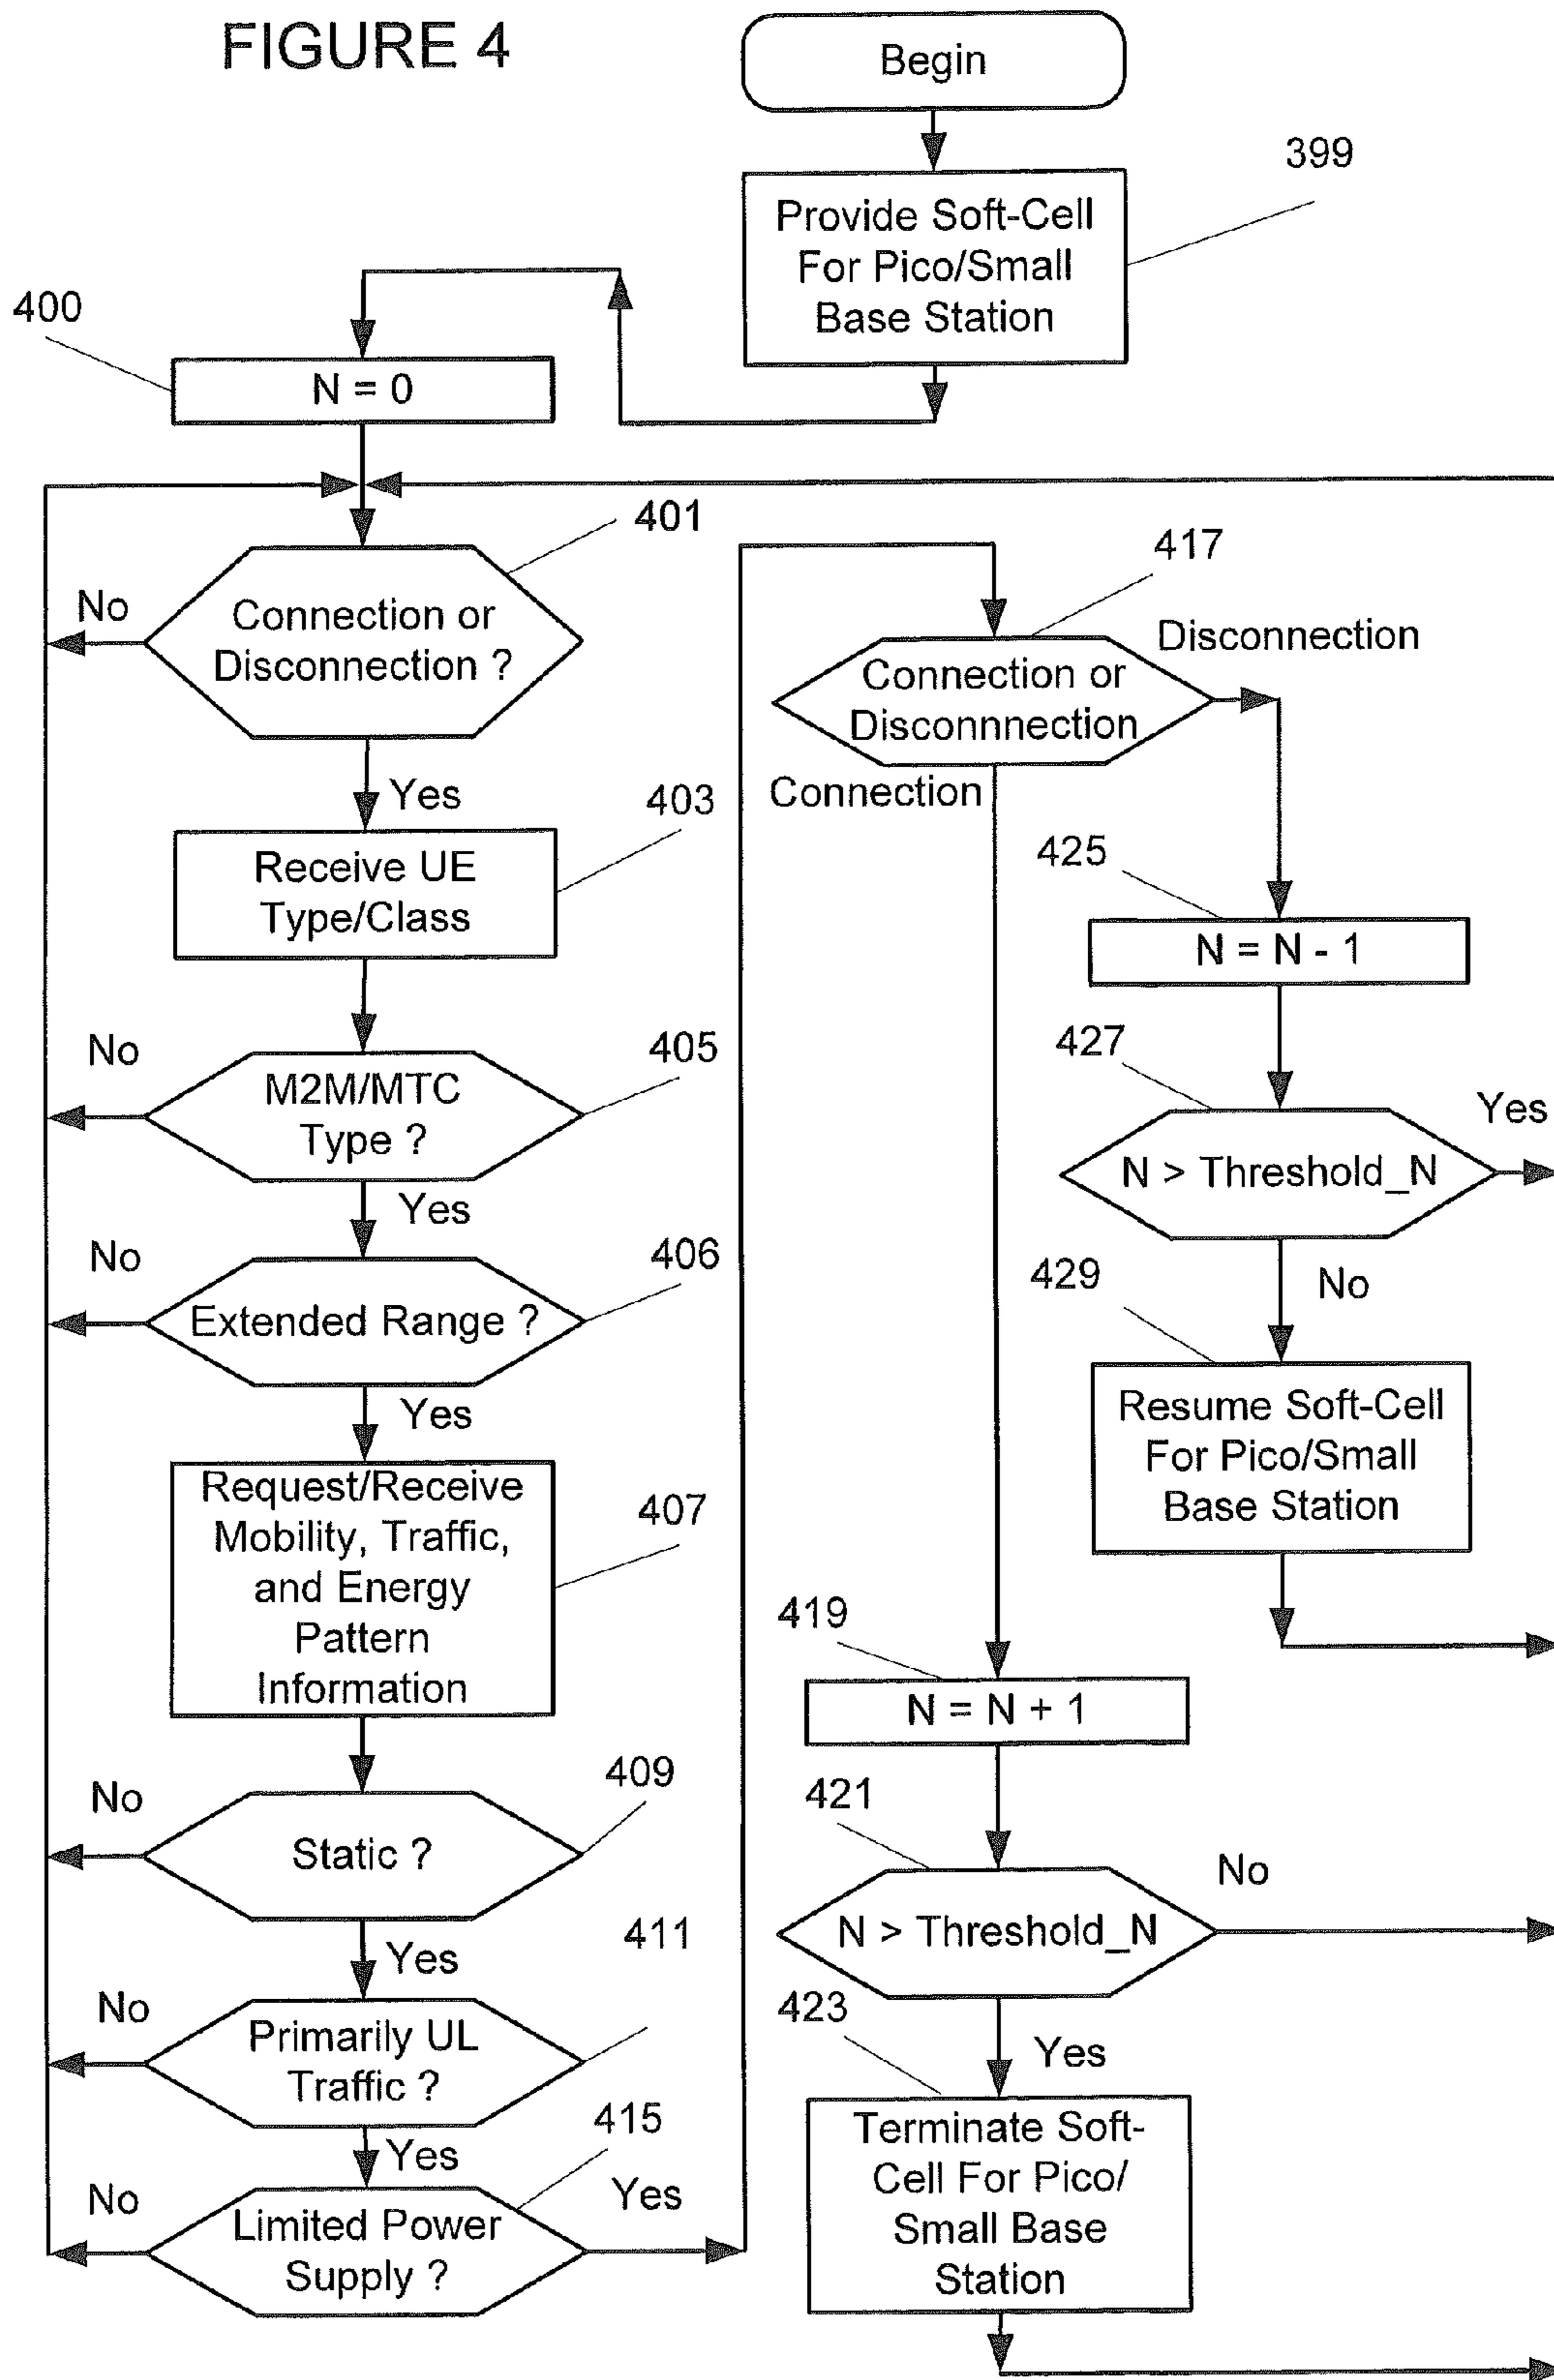 FIGURE 4
Begin
399
Provide Soft-Cell
For Pico/Small
Base Station
400
N = 0
401
No
Connection or
Disconnection ?
Yes
403
Receive UE
Type/Class
No
405
M2M/MTC
Type ?
Yes
No
406
Extended Range ?
Yes
Request/Receive
Mobility, Traffic,
and Energy
Pattern
Information
407
No
409
Static ?
Yes
411
No
Primarily UL
Traffic ?
Yes
415
No
Limited Power
Supply ?
Yes
417
Disconnection
Connection or
Disconnnection
Connection
425
N = N - 1
427
Yes
N > Threshold_N
No
429
Resume Soft-Cell
For Pico/Small
Base Station
419
N = N + 1
421
No
N > Threshold_N
423
Yes
Terminate Soft-
Cell For Pico/
Small Base
Station